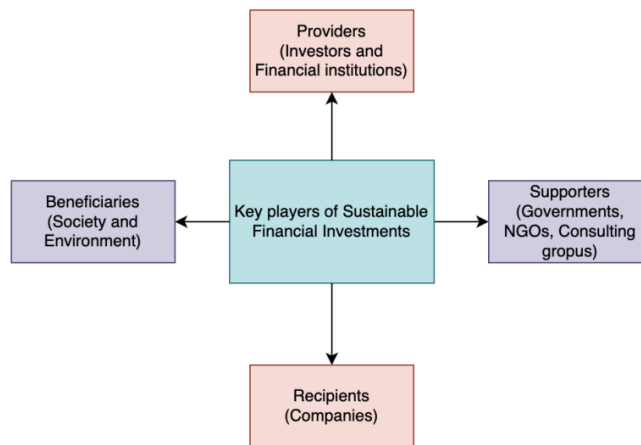 Providers
(Investors and
Financial institutions)
Beneficiaries
(Society and
Environment)
Key players of Sustainable
Financial Investments
Supporters
(Governments,
NGOs, Consulting
gropus)
Recipients
(Companies)